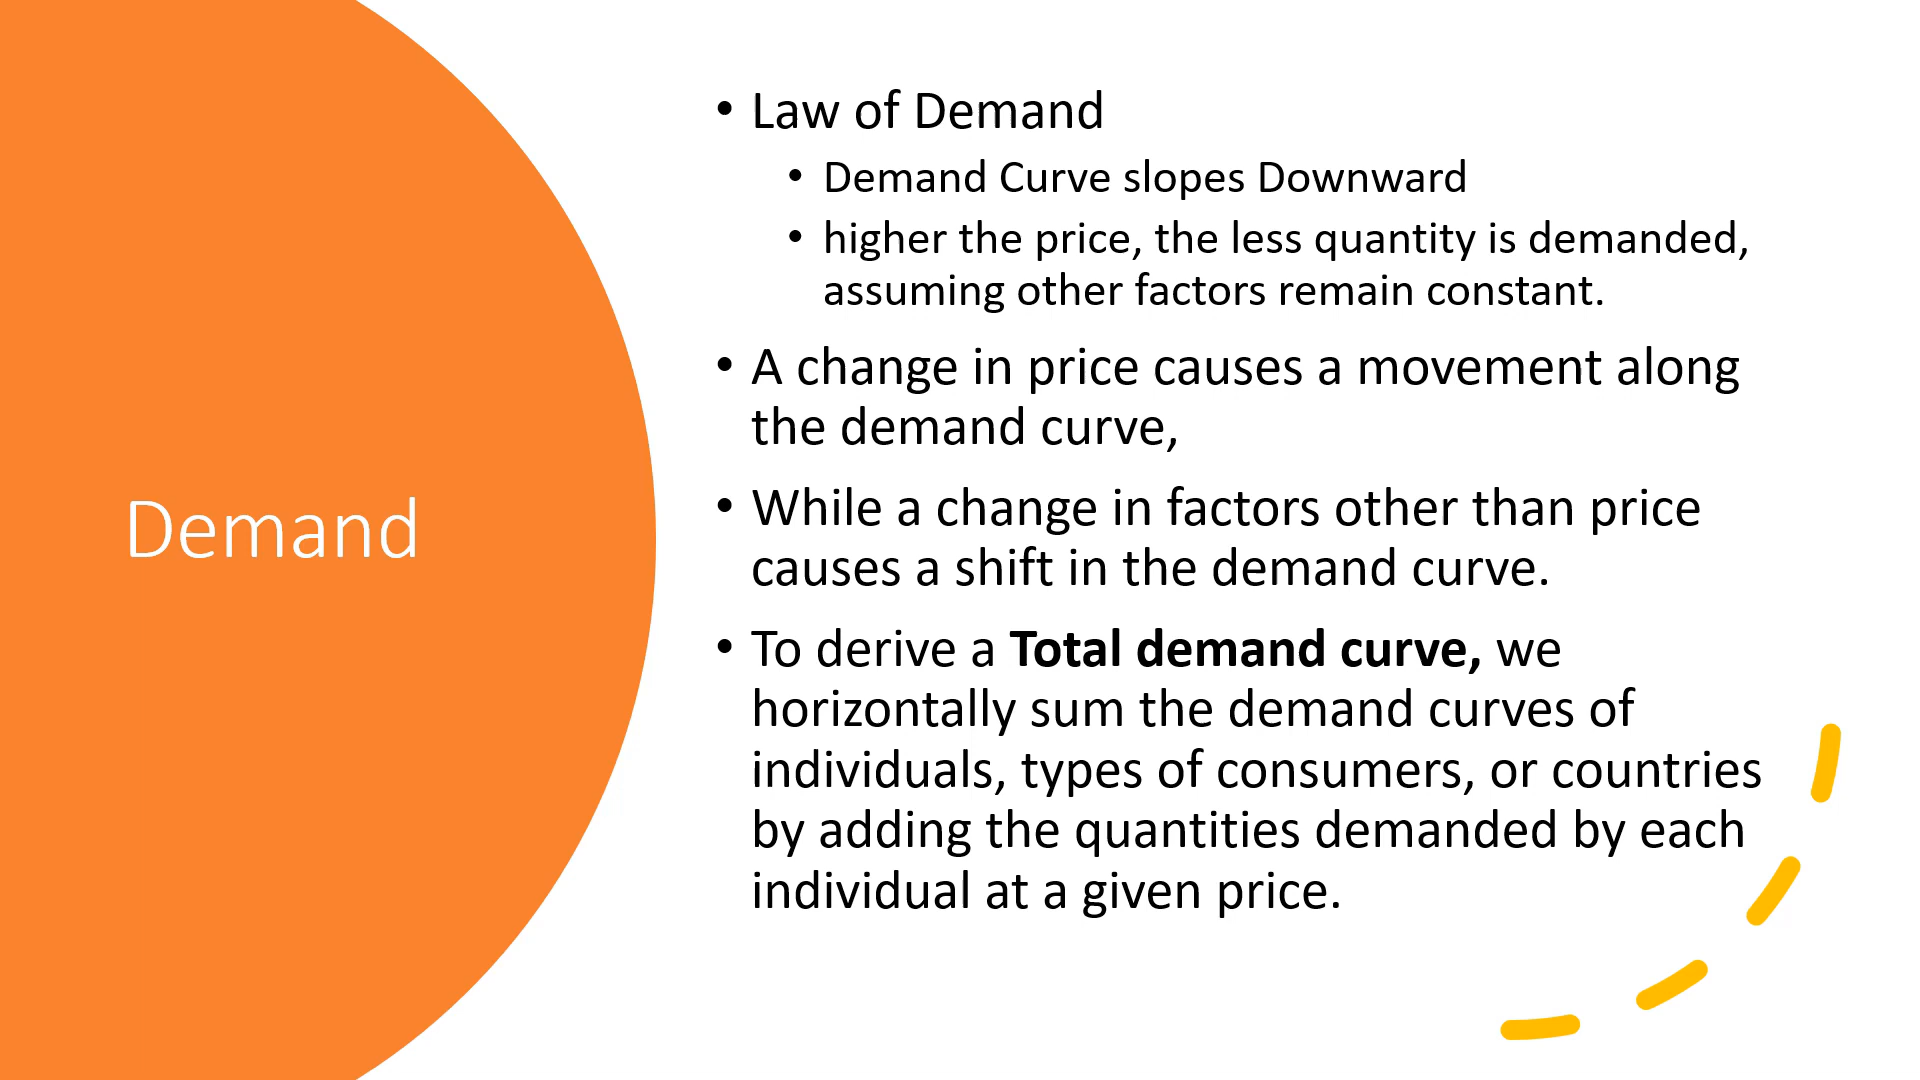 Demand
• Law of Demand
• Demand Curve slopes Downward
• higher the price, the less quantity is demanded,
assuming other factors remain constant.
• A change in price causes a movement along
the demand curve,
• While a change in factors other than price
causes a shift in the demand curve.
• To derive a Total demand curve, we
horizontally sum the demand curves of
individuals, types of consumers, or countries
by adding the quantities demanded by each
individual at a given price.